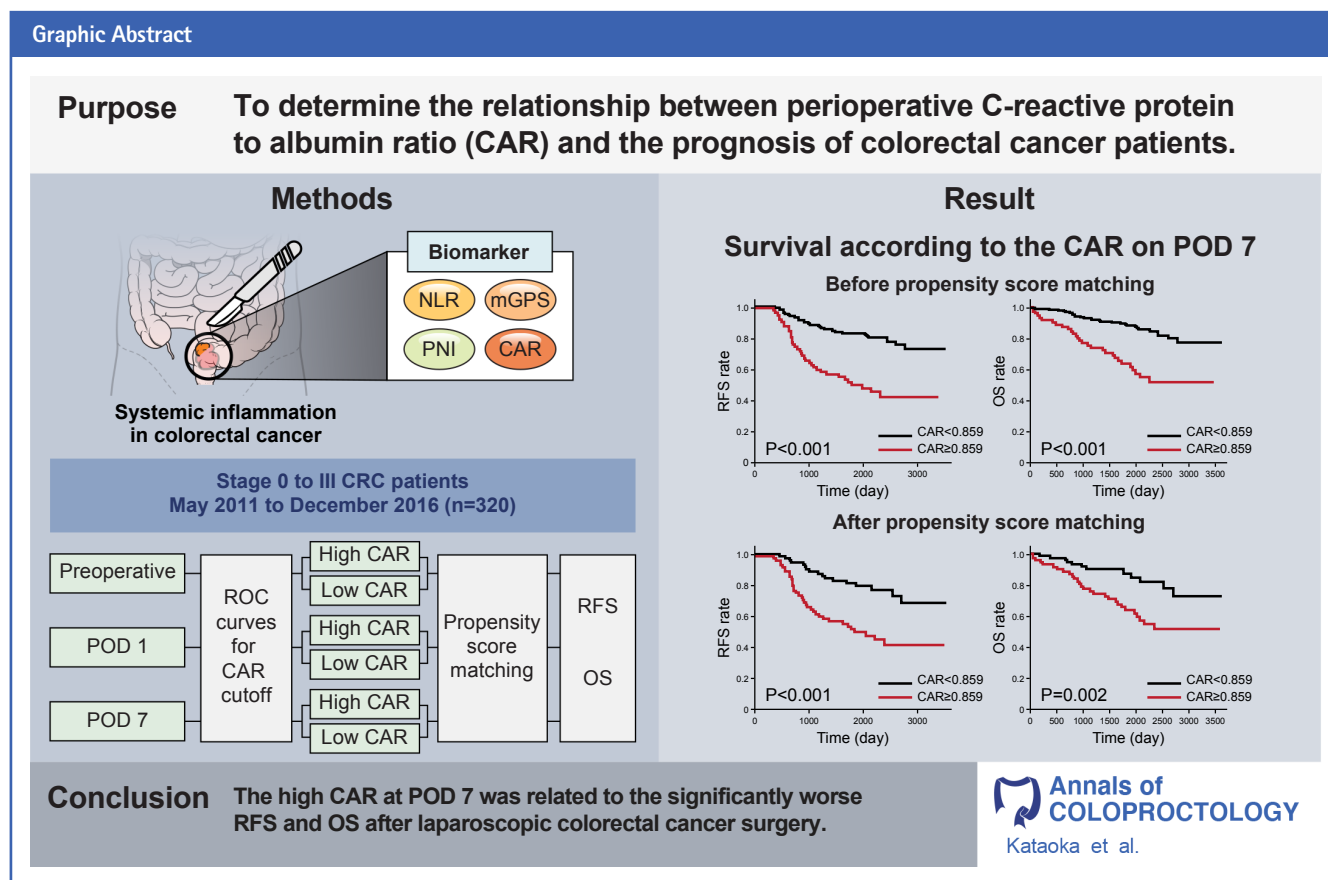 Graphic Abstract
Purpose
To determine the relationship between perioperative C-reactive protein
to albumin ratio (CAR) and the prognosis of colorectal cancer patients.
Methods
Biomarker
NLR
mGPS
PNI
CAR
Systemic inflammation
in colorectal cancer
Stage 0 to III CRC patients
May 2011 to December 2016 (n=320)
Preoperative
POD 1
POD 7
ROC
curves
for
CAR
cutoff
High CAR
Low CAR
High CAR
Low CAR
High CAR
Low CAR
Propensity
score
matching
RFS
OS
Result
Survival according to the CAR on POD 7
Before propensity score matching
RFS rate
1.0
0.8
0.6
0.4
0.2
0
P<0.001
CAR<0.859
CAR≥0.859
0 1000 2000 3000
Time (day)
OS rate
1.0
0.8
0.6
0.4
0.2
0
P<0.001
CAR<0.859
CAR≥0.859
0 500 1000 1500 2000 2500 3000 3500
Time (day)
After propensity score matching
RFS rate
1.0
0.8
0.6
0.4
0.2
0
P<0.001
CAR<0.859
CAR≥0.859
0 1000 2000 3000
Time (day)
OS rate
1.0
0.8
0.6
0.4
0.2
0
P=0.002
CAR<0.859
CAR≥0.859
0 500 1000 1500 2000 2500 3000 3500
Time (day)
Conclusion
The high CAR at POD 7 was related to the significantly worse
RFS and OS after laparoscopic colorectal cancer surgery.
Annals of
COLOPROCTOLOGY
Kataoka et al.